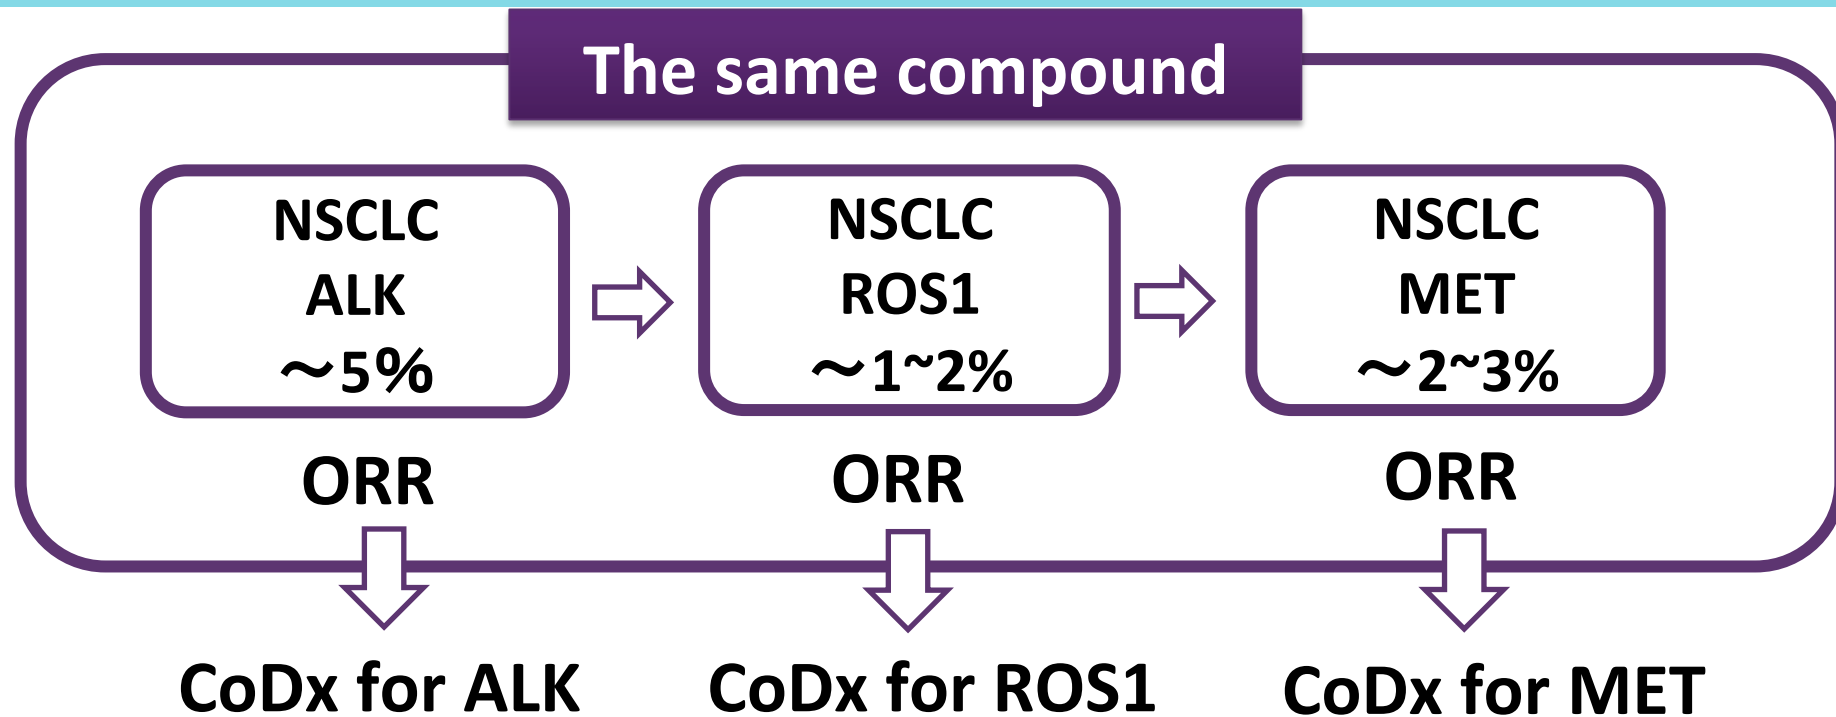 The same compound
NSCLC
ALK
～5%
NSCLC
ROS1
～1~2%
NSCLC
MET
～2~3%
ORR
ORR
ORR
CoDx for ALK
CoDx for ROS1
CoDx for MET